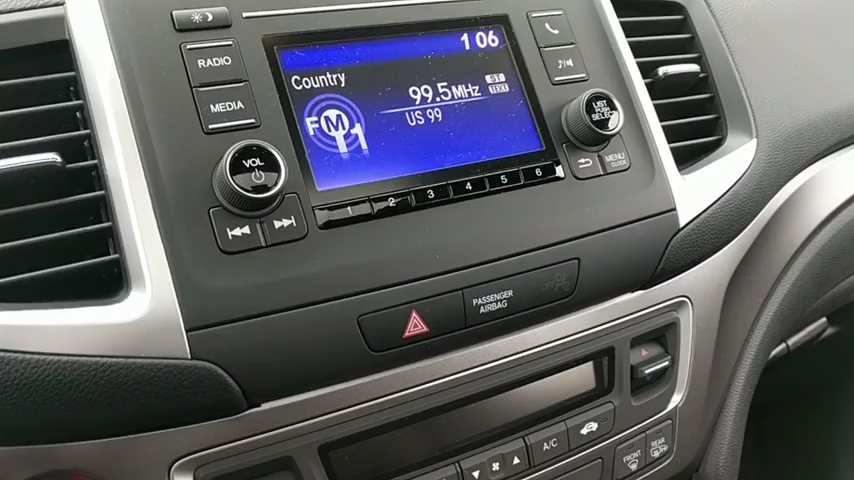 RADIO
MEDIA
VOL
1 06
Country
99.5MHz
ST
TEXT
US 99
FM1
1 2 3 4 5 6
LIST
PUSH
SELECT
MENU
CLOCK
PASSENGER
AIRBAG
OFF
A/C
FRONT
REAR